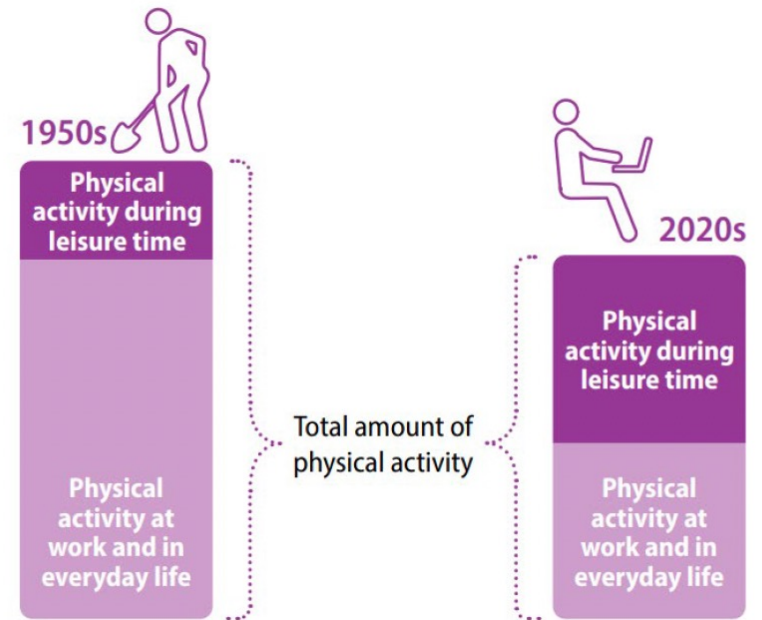 1950s
Physical
activity during
leisure time
Physical
activity at
work and in
everyday life
Total amount of
physical activity
2020s
Physical
activity during
leisure time
Physical
activity at
work and in
everyday life